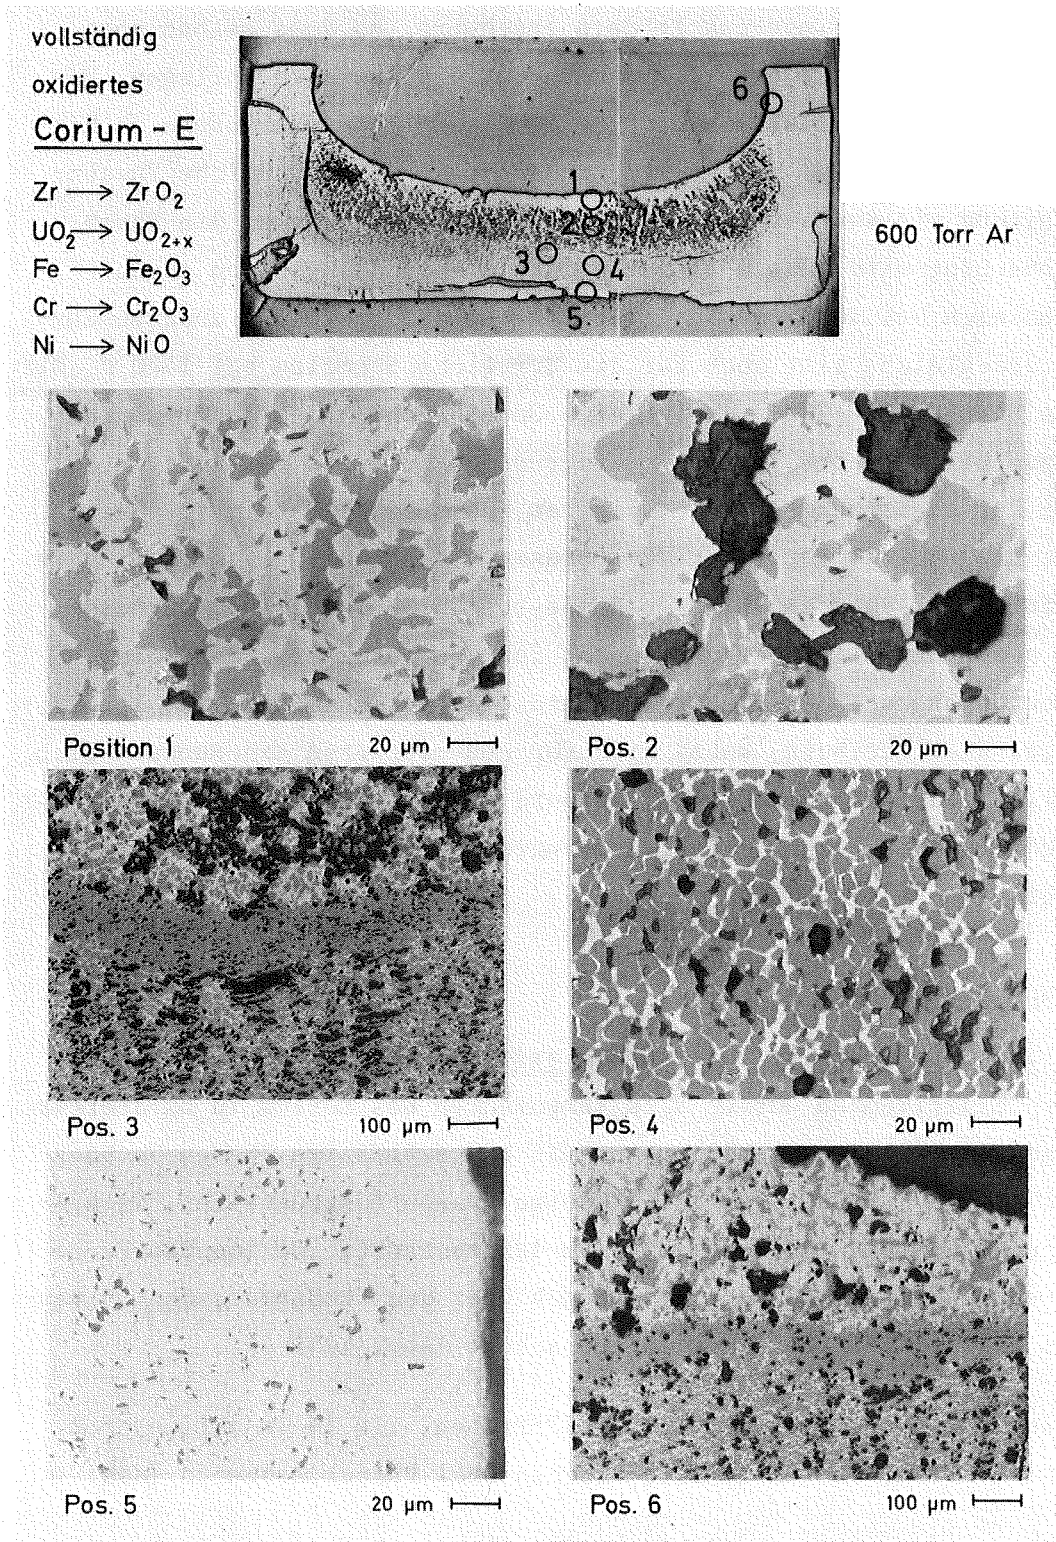 vollständig
oxidiertes
Corium - E
Zr → ZrO₂
UO₂ → UO₂₊ₓ
Fe → Fe₂O₃
Cr → Cr₂O₃
Ni → NiO
6
1
2
3
4
5
600 Torr Ar
Position 1 20 µm
Pos. 2 20 µm
Pos. 3 100 µm
Pos. 4 20 µm
Pos. 5 20 µm
Pos. 6 100 µm